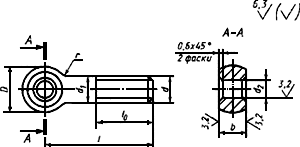 6,3 (√)
A
A-A
r
0,6x45°
2 фаски
D
d₁
d
d₂
l₀
3,2
A
l
3,2
b
3,2